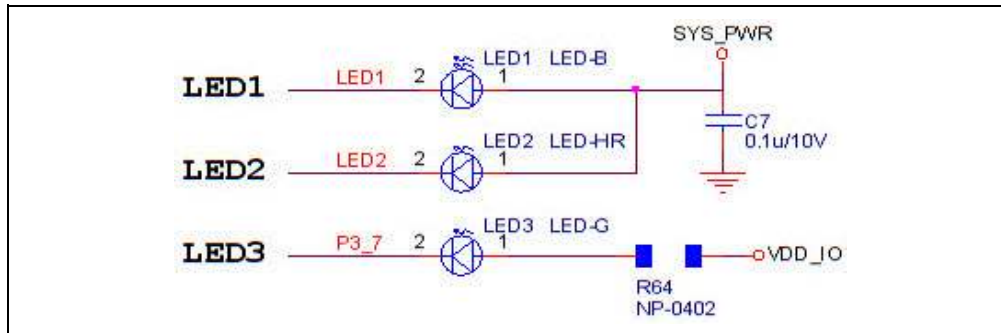 SYS_PWR
LED1 LED1 2 1 LED1 LED-B
C7
0.1u/10V
LED2 LED2 2 1 LED2 LED-HR
LED3 P3_7 2 1 LED3 LED-G
VDD_IO
R64
NP-0402